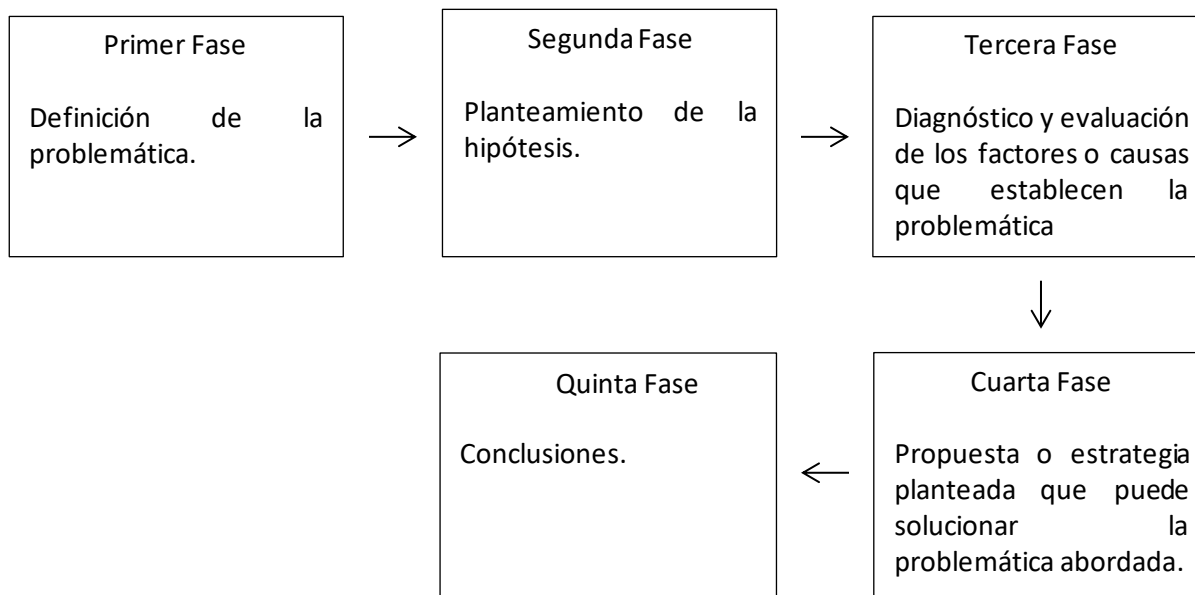 Primer Fase
Definición de la
problemática.
Segunda Fase
Planteamiento de la
hipótesis.
Tercera Fase
Diagnóstico y evaluación
de los factores o causas
que establecen la
problemática
Cuarta Fase
Propuesta o estrategia
planteada que puede
solucionar la
problemática abordada.
Quinta Fase
Conclusiones.